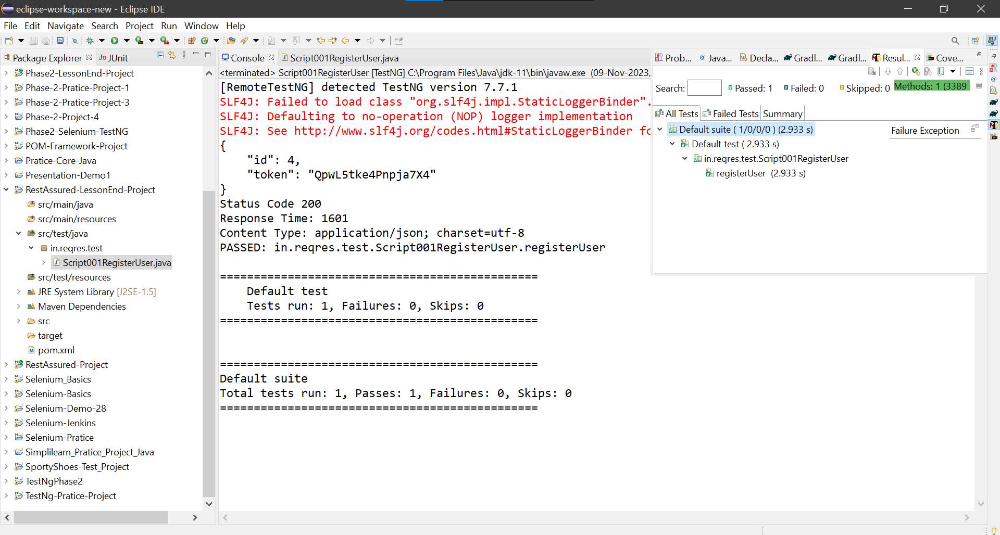 eclipse-workspace-new - Eclipse IDE
File Edit Navigate Search Project Run Window Help
Package Explorer
JUnit
Phase2-LessonEnd-Project
Phase-2-Pratice-Project-1
Phase-2-Pratice-Project-3
Phase-2-Project-4
Phase2-Selenium-TestNG
POM-Framework-Project
Pratice-Core-Java
Presentation-Demo1
RestAssured-LessonEnd-Project
src/main/java
src/main/resources
src/test/java
in.reqres.test
Script001RegisterUser.java
src/test/resources
JRE System Library [J2SE-1.5]
Maven Dependencies
src
target
pom.xml
RestAssured-Project
Selenium_Basics
Selenium-Basics
Selenium-Demo-28
Selenium-Jenkins
Selenium-Pratice
Simplilearn_Pratice_Project_Java
SportyShoes-Test_Project
TestNgPhase2
TestNg-Pratice-Project
Console
Script001RegisterUser.java
<terminated> Script001RegisterUser [TestNG] C:\Program Files\Java\jdk-11\bin\javaw.exe (09-Nov-2023,
[RemoteTestNG] detected TestNG version 7.7.1
SLF4J: Failed to load class "org.slf4j.impl.StaticLoggerBinder".
SLF4J: Defaulting to no-operation (NOP) logger implementation
SLF4J: See http://www.slf4j.org/codes.html#StaticLoggerBinder fo
{
"id": 4,
"token": "QpwL5tke4Pnpja7X4"
}
Status Code 200
Response Time: 1601
Content Type: application/json; charset=utf-8
PASSED: in.reqres.test.Script001RegisterUser.registerUser
===============================================
Default test
Tests run: 1, Failures: 0, Skips: 0
===============================================
===============================================
Default suite
Total tests run: 1, Passes: 1, Failures: 0, Skips: 0
===============================================
Prob... Java... Decla... Gradl... Gradl... Resul... Cove...
Search: Passed: 1 Failed: 0 Skipped: 0 Methods: 1 (3389
All Tests Failed Tests Summary
Default suite ( 1/0/0/0 ) (2.933 s)
Default test ( 2.933 s)
in.reqres.test.Script001RegisterUser
registerUser (2.933 s)
Failure Exception